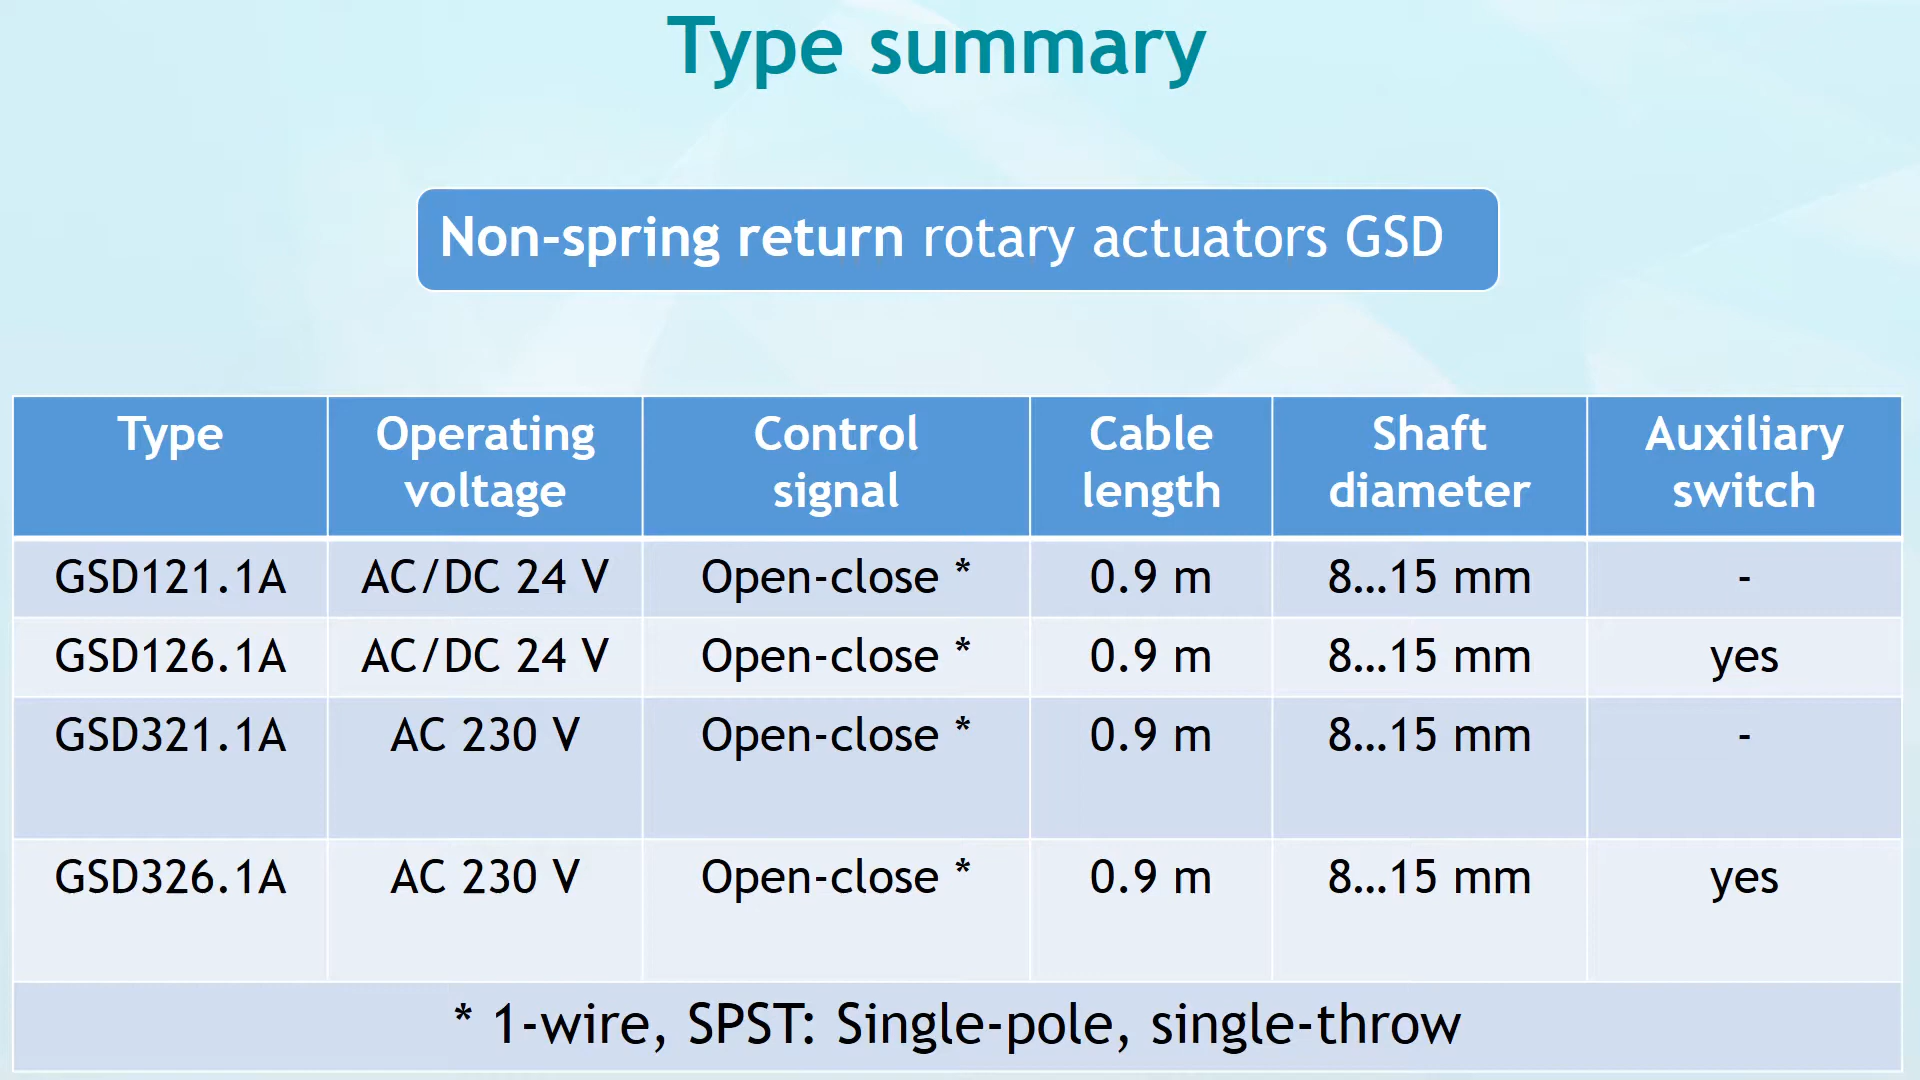 Type summary
Non-spring return rotary actuators GSD
Type Operating voltage Control signal Cable length Shaft diameter Auxiliary switch
GSD121.1A AC/DC 24 V Open-close * 0.9 m 8...15 mm -
GSD126.1A AC/DC 24 V Open-close * 0.9 m 8...15 mm yes
GSD321.1A AC 230 V Open-close * 0.9 m 8...15 mm -
GSD326.1A AC 230 V Open-close * 0.9 m 8...15 mm yes
* 1-wire, SPST: Single-pole, single-throw